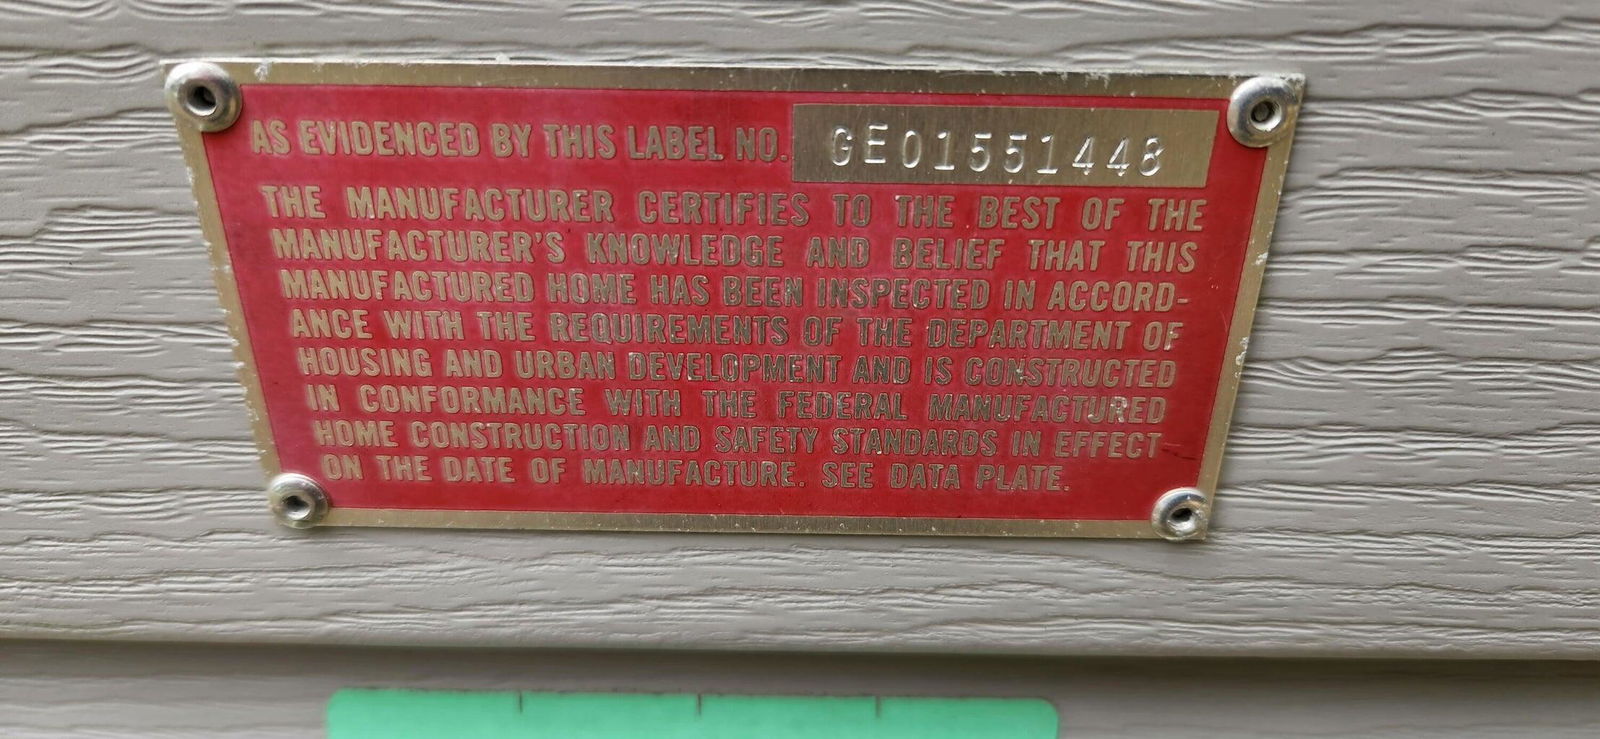 AS EVIDENCED BY THIS LABEL NO. GEO1551448
THE MANUFACTURER CERTIFIES TO THE BEST OF THE
MANUFACTURER'S KNOWLEDGE AND BELIEF THAT THIS
MANUFACTURED HOME HAS BEEN INSPECTED IN ACCORD-
ANCE WITH THE REQUIREMENTS OF THE DEPARTMENT OF
HOUSING AND URBAN DEVELOPMENT AND IS CONSTRUCTED
IN CONFORMANCE WITH THE FEDERAL MANUFACTURED
HOME CONSTRUCTION AND SAFETY STANDARDS IN EFFECT
ON THE DATE OF MANUFACTURE. SEE DATA PLATE.